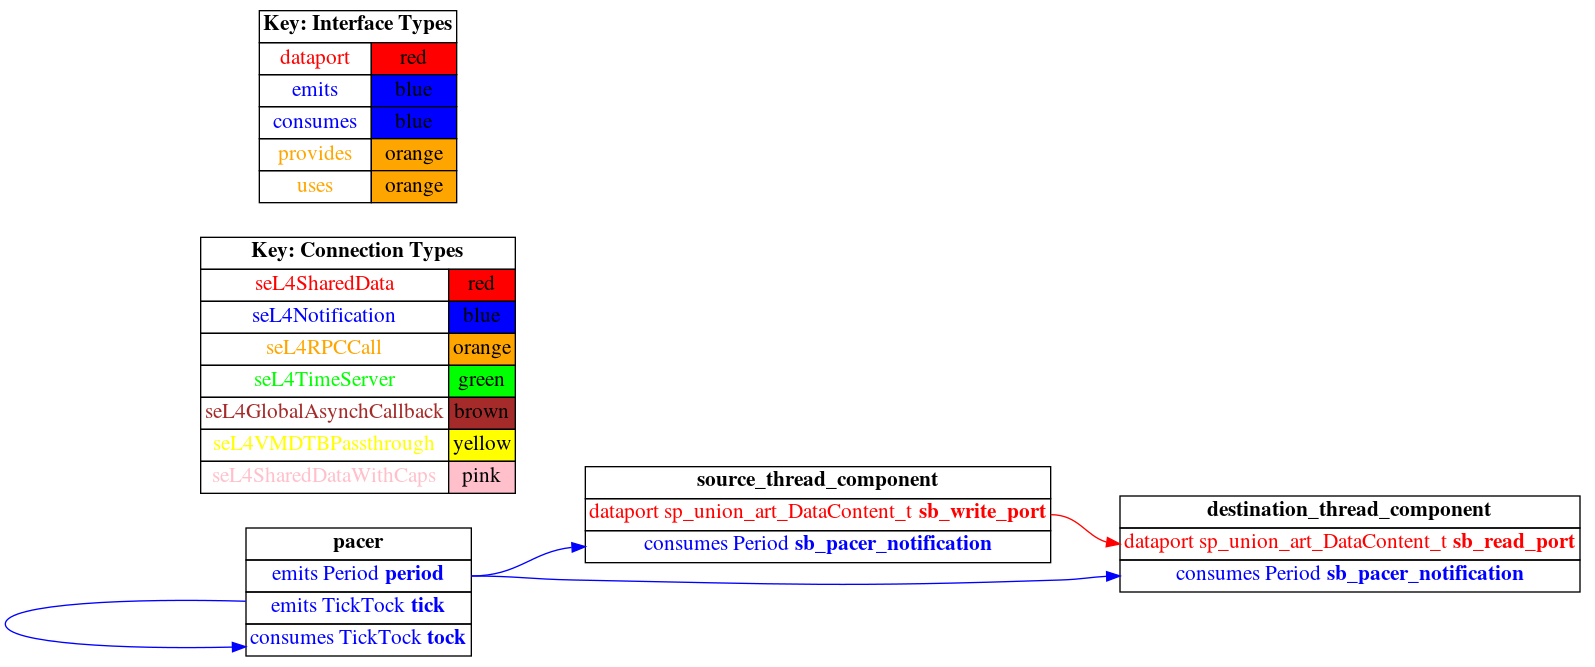 Key: Interface Types
dataport red
emits blue
consumes blue
provides orange
uses orange
Key: Connection Types
seL4SharedData red
seL4Notification blue
seL4RPCCall orange
seL4TimeServer green
seL4GlobalAsynchCallback brown
seL4VMDTBPassthrough yellow
seL4SharedDataWithCaps pink
pacer
emits Period period
emits TickTock tick
consumes TickTock tock
source_thread_component
dataport sp_union_art_DataContent_t sb_write_port
consumes Period sb_pacer_notification
destination_thread_component
dataport sp_union_art_DataContent_t sb_read_port
consumes Period sb_pacer_notification